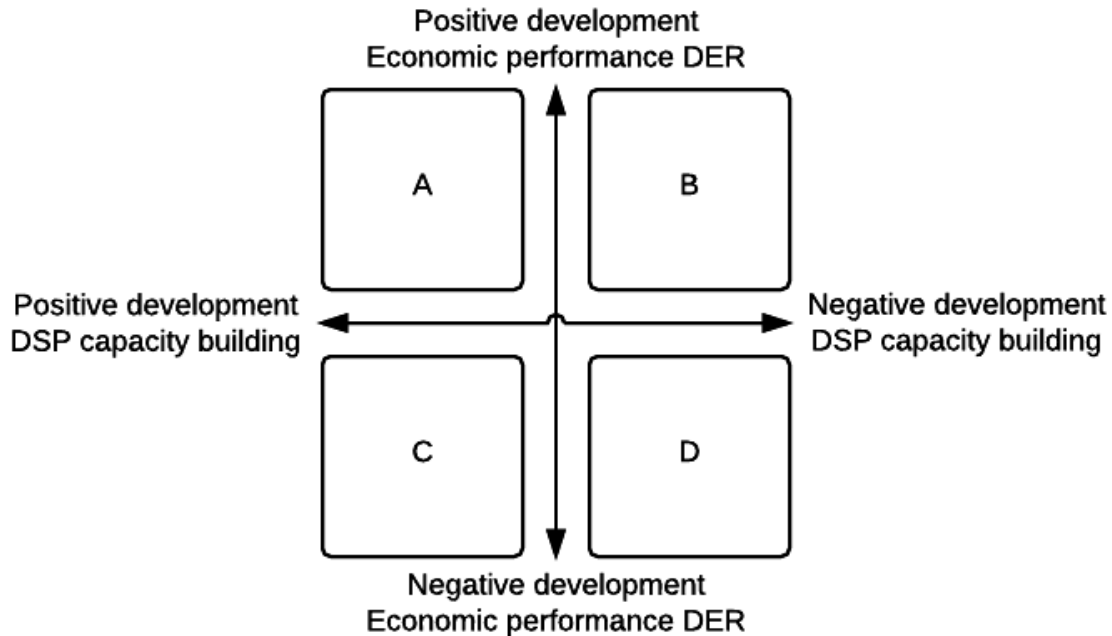 Positive development
Economic performance DER
A
B
Positive development
DSP capacity building
Negative development
DSP capacity building
C
D
Negative development
Economic performance DER